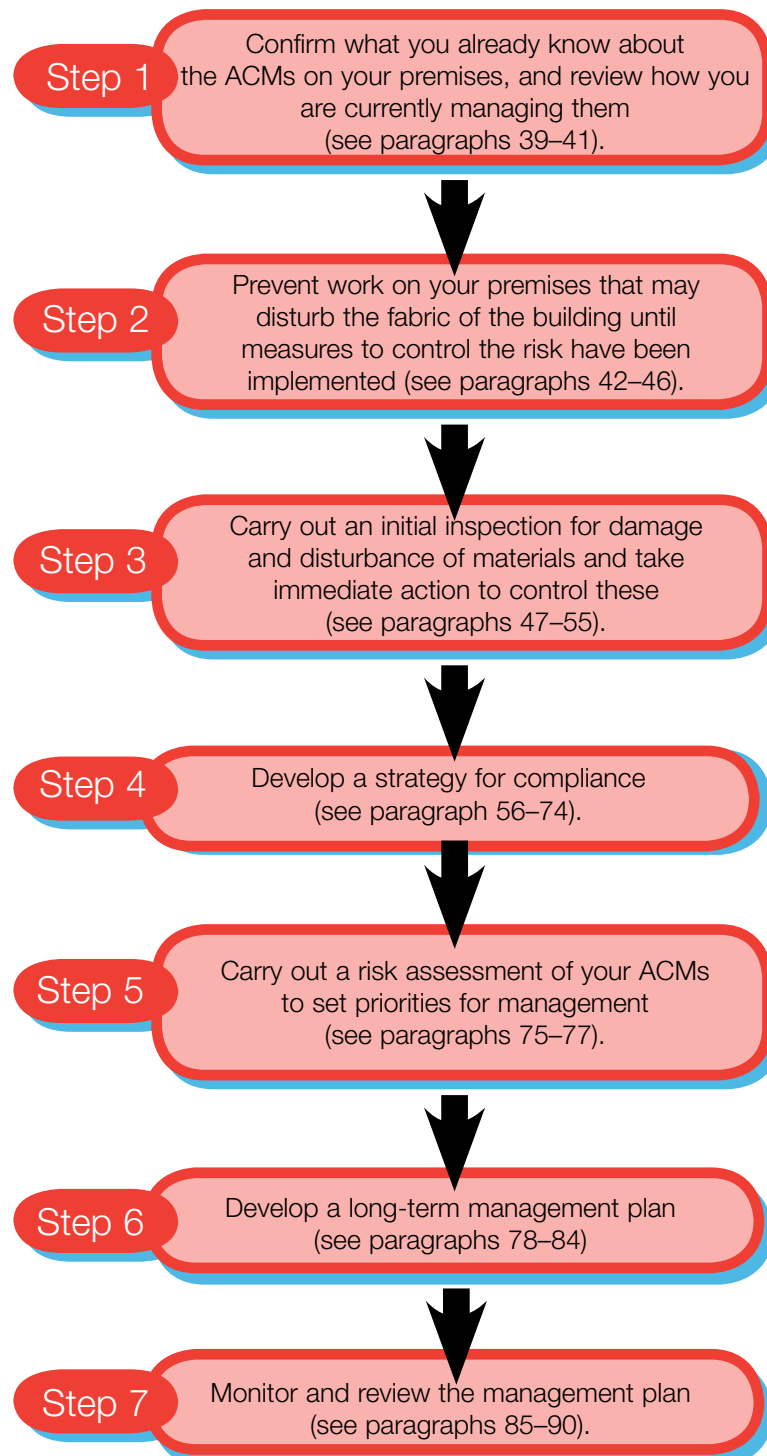 Step 1
Confirm what you already know about
the ACMs on your premises, and review how you
are currently managing them
(see paragraphs 39–41).
Step 2
Prevent work on your premises that may
disturb the fabric of the building until
measures to control the risk have been
implemented (see paragraphs 42–46).
Step 3
Carry out an initial inspection for damage
and disturbance of materials and take
immediate action to control these
(see paragraphs 47–55).
Step 4
Develop a strategy for compliance
(see paragraph 56–74).
Step 5
Carry out a risk assessment of your ACMs
to set priorities for management
(see paragraphs 75–77).
Step 6
Develop a long-term management plan
(see paragraphs 78–84)
Step 7
Monitor and review the management plan
(see paragraphs 85–90).